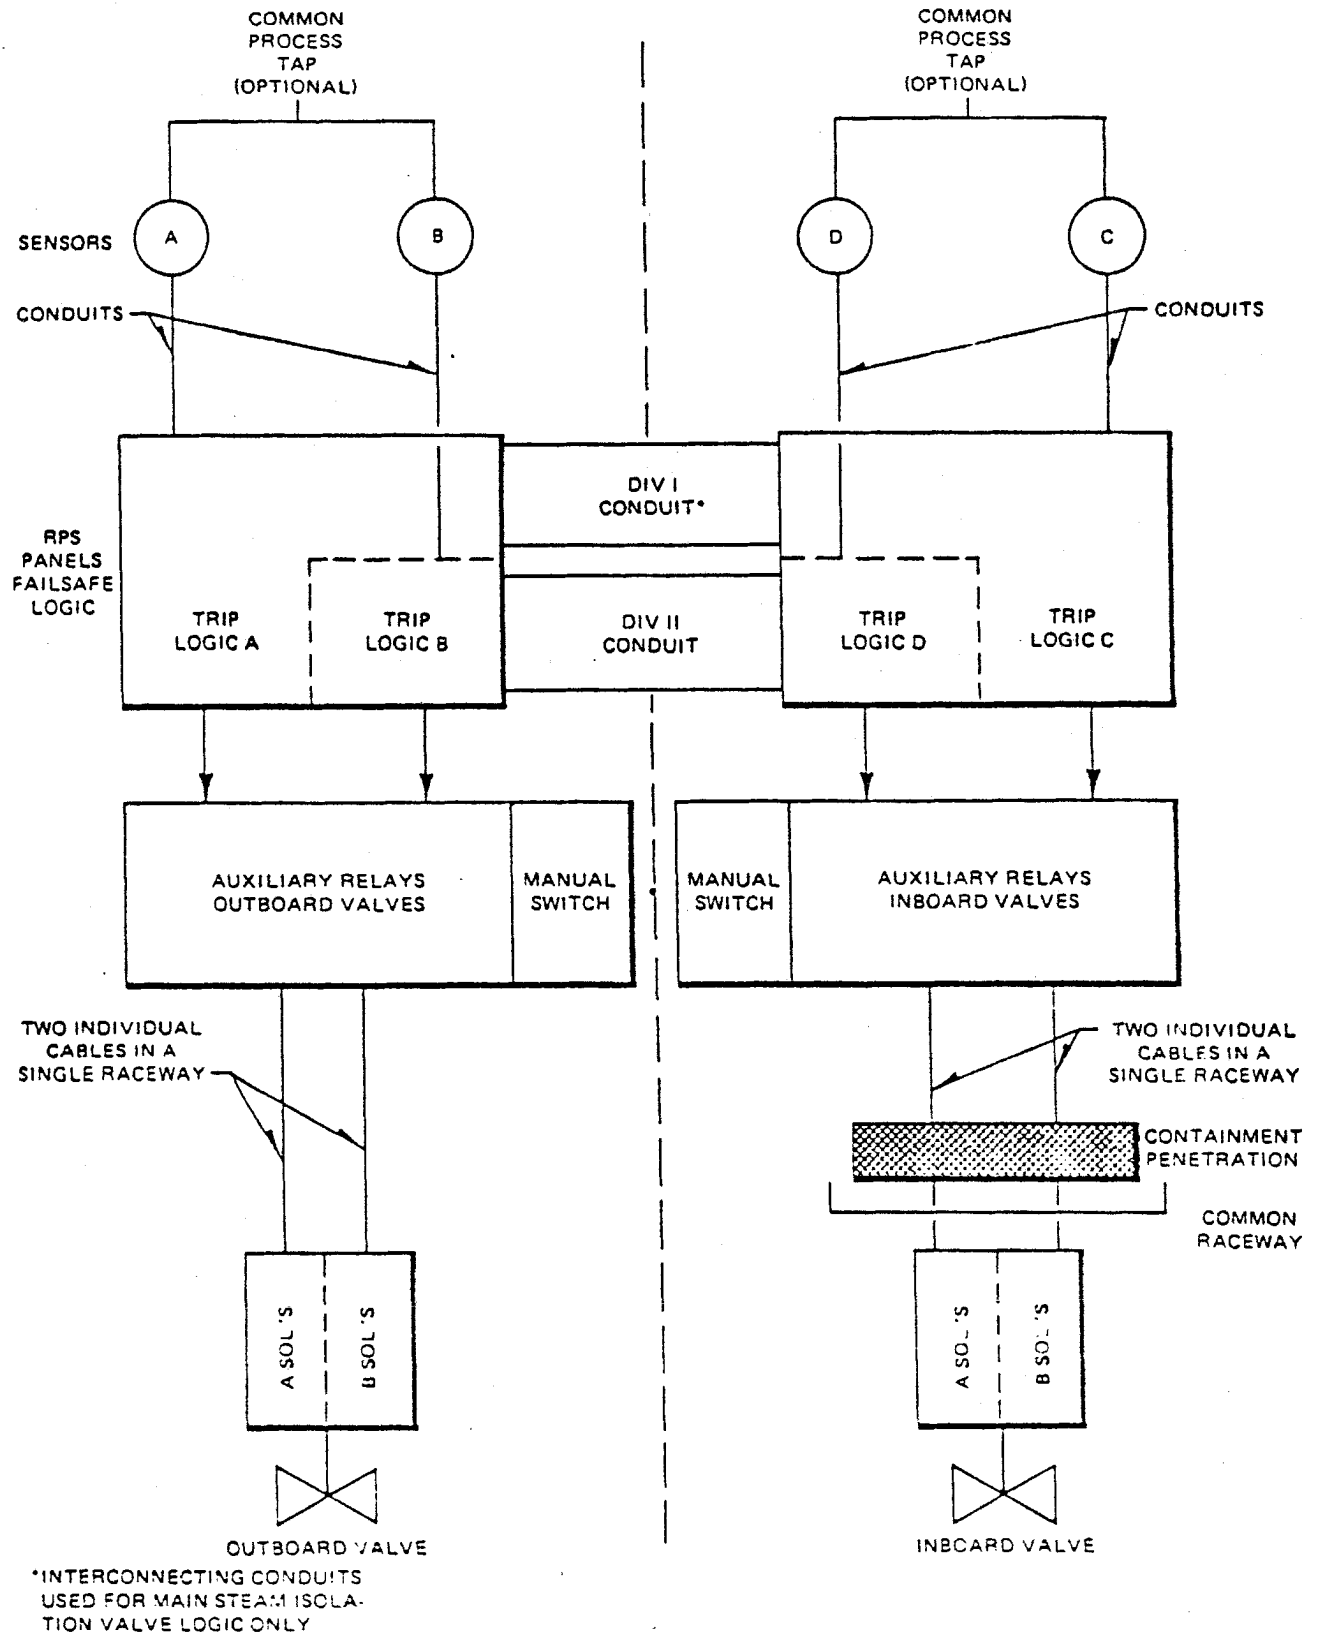 COMMON
PROCESS
TAP
(OPTIONAL)
COMMON
PROCESS
TAP
(OPTIONAL)
SENSORS
A
B
D
C
CONDUITS
CONDUITS
RPS
PANELS
FAILSAFE
LOGIC
DIV I
CONDUIT*
DIV II
CONDUIT
TRIP
LOGIC A
TRIP
LOGIC B
TRIP
LOGIC D
TRIP
LOGIC C
AUXILIARY RELAYS
OUTBOARD VALVES
MANUAL
SWITCH
MANUAL
SWITCH
AUXILIARY RELAYS
INBOARD VALVES
TWO INDIVIDUAL
CABLES IN A
SINGLE RACEWAY
TWO INDIVIDUAL
CABLES IN A
SINGLE RACEWAY
CONTAINMENT
PENETRATION
COMMON
RACEWAY
A SOL'S
B SOL'S
A SOL'S
B SOL'S
OUTBOARD VALVE
INBOARD VALVE
*INTERCONNECTING CONDUITS
USED FOR MAIN STEAM ISOLA-
TION VALVE LOGIC ONLY